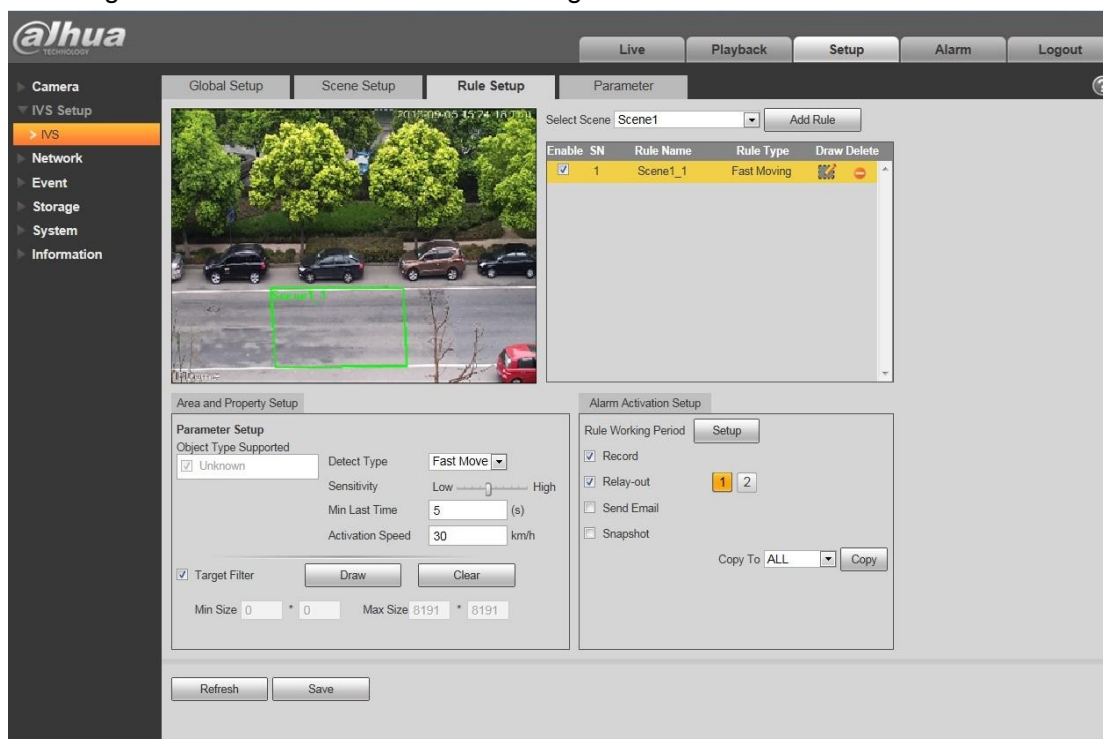 alhua
TECHNOLOGY
Live
Playback
Setup
Alarm
Logout
Camera
IVS Setup
> IVS
Network
Event
Storage
System
Information
Global Setup
Scene Setup
Rule Setup
Parameter
Select Scene Scene1
Add Rule
Enable SN Rule Name Rule Type Draw Delete
1 Scene1_1 Fast Moving
Scene1_1
Area and Property Setup
Parameter Setup
Object Type Supported
Unknown
Detect Type Fast Move
Sensitivity Low High
Min Last Time 5 (s)
Activation Speed 30 km/h
Target Filter Draw Clear
Min Size 0 * 0 Max Size 8191 * 8191
Alarm Activation Setup
Rule Working Period Setup
Record
Relay-out 1 2
Send Email
Snapshot
Copy To ALL Copy
Refresh Save